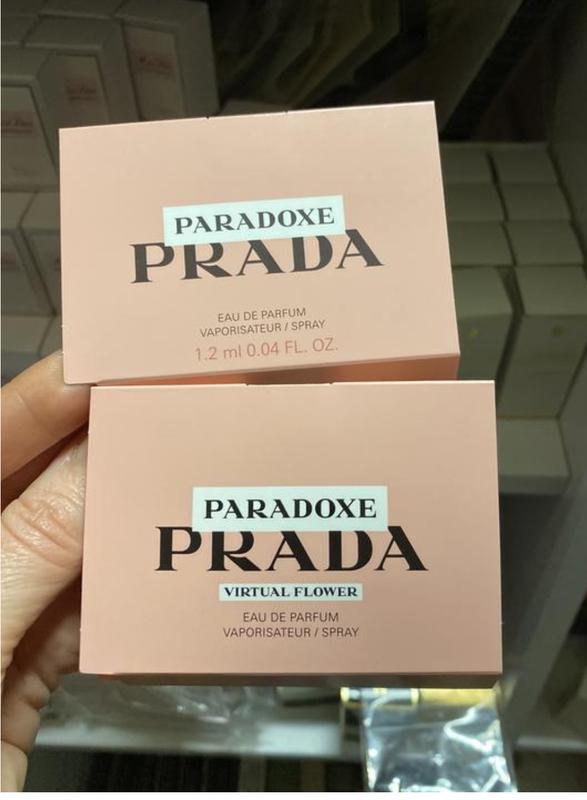 PARADOXE
PRADA
EAU DE PARFUM
VAPORISATEUR / SPRAY
1.2 ml 0.04 FL. OZ.
PARADOXE
PRADA
VIRTUAL FLOWER
EAU DE PARFUM
VAPORISATEUR / SPRAY